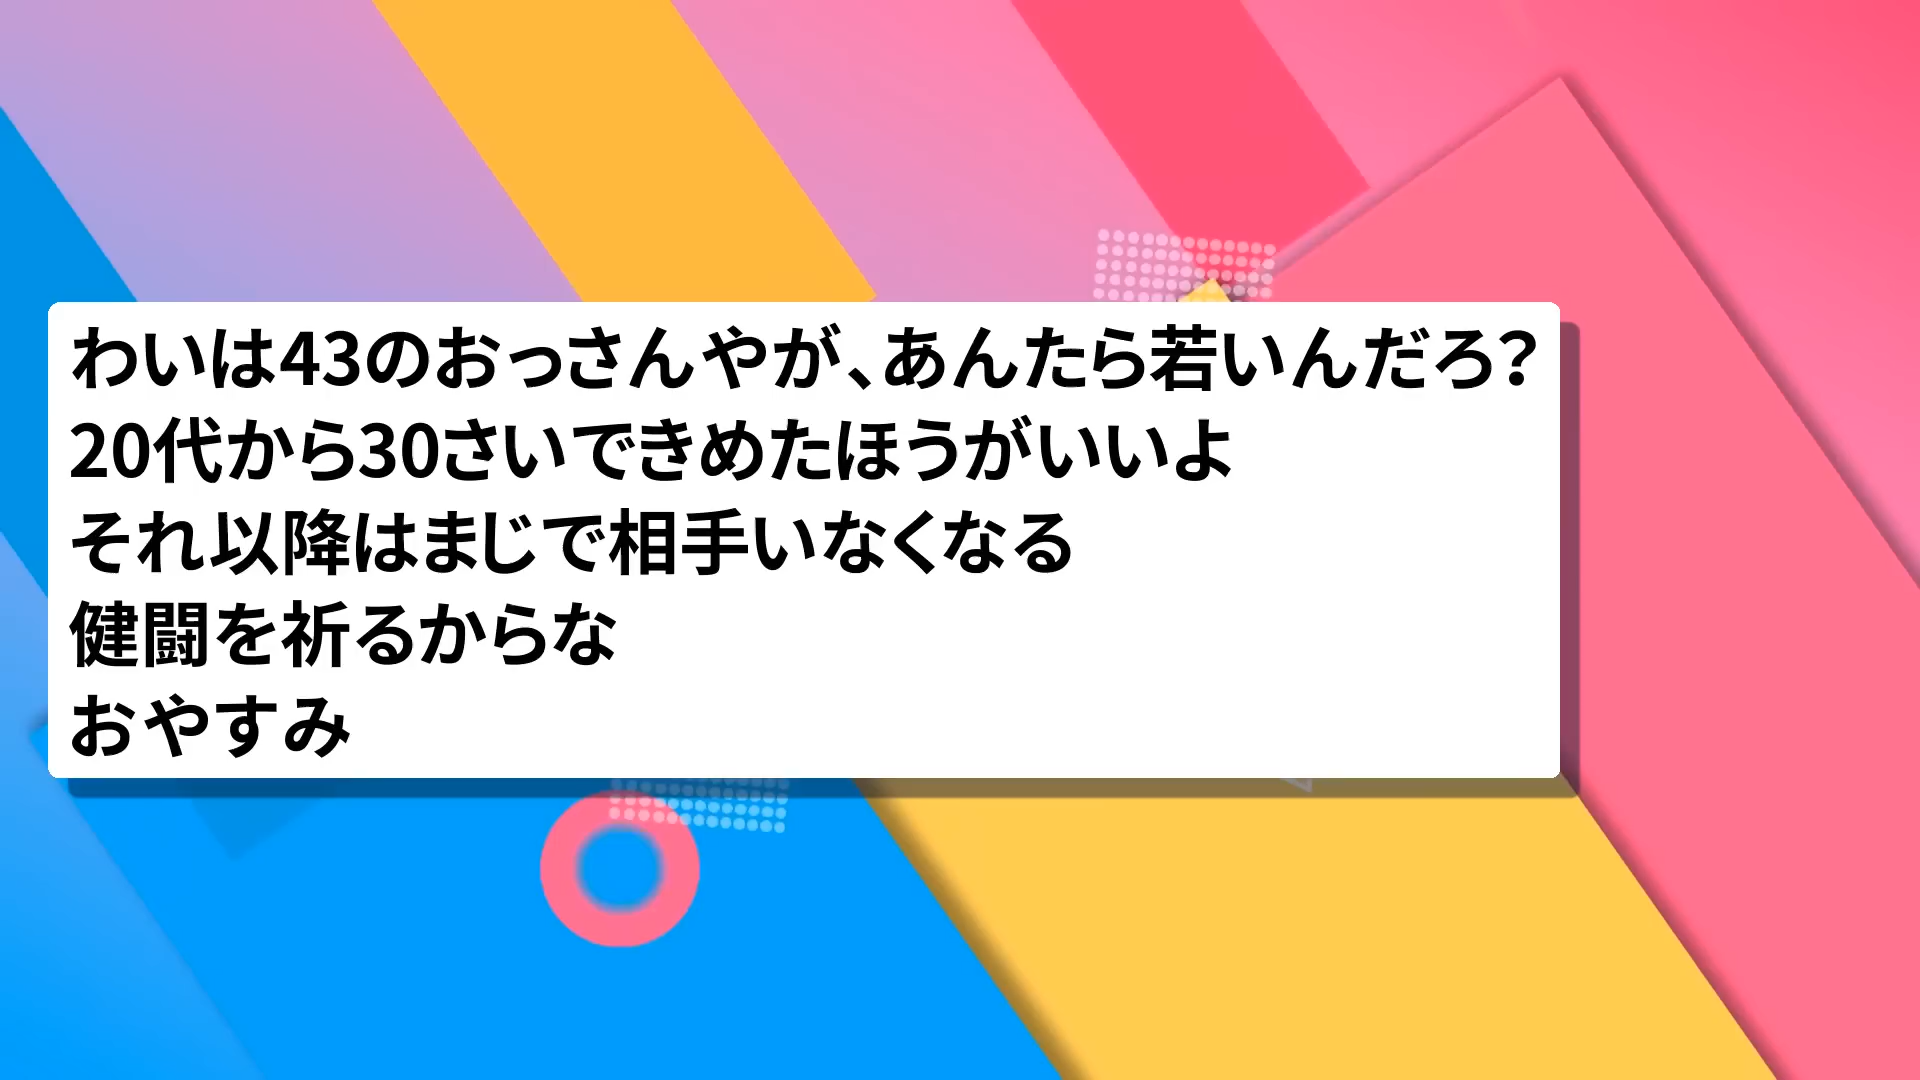 わいは43のおっさんやが、あんたら若いんだろ?
20代から30さいできめたほうがいいよ
それ以降はまじで相手いなくなる
健闘を祈るからな
おやすみ